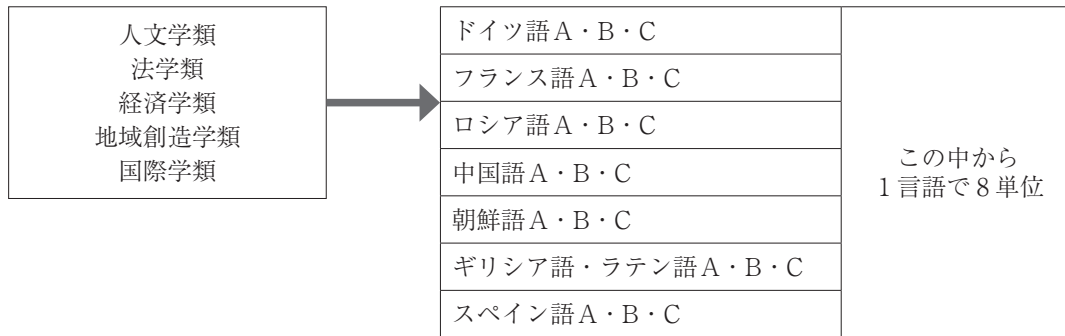 人文学類
法学類
経済学類
地域創造学類
国際学類
ドイツ語Ａ・Ｂ・Ｃ
フランス語Ａ・Ｂ・Ｃ
ロシア語Ａ・Ｂ・Ｃ
中国語Ａ・Ｂ・Ｃ
朝鮮語Ａ・Ｂ・Ｃ
ギリシア語・ラテン語Ａ・Ｂ・Ｃ
スペイン語Ａ・Ｂ・Ｃ
この中から
１言語で８単位